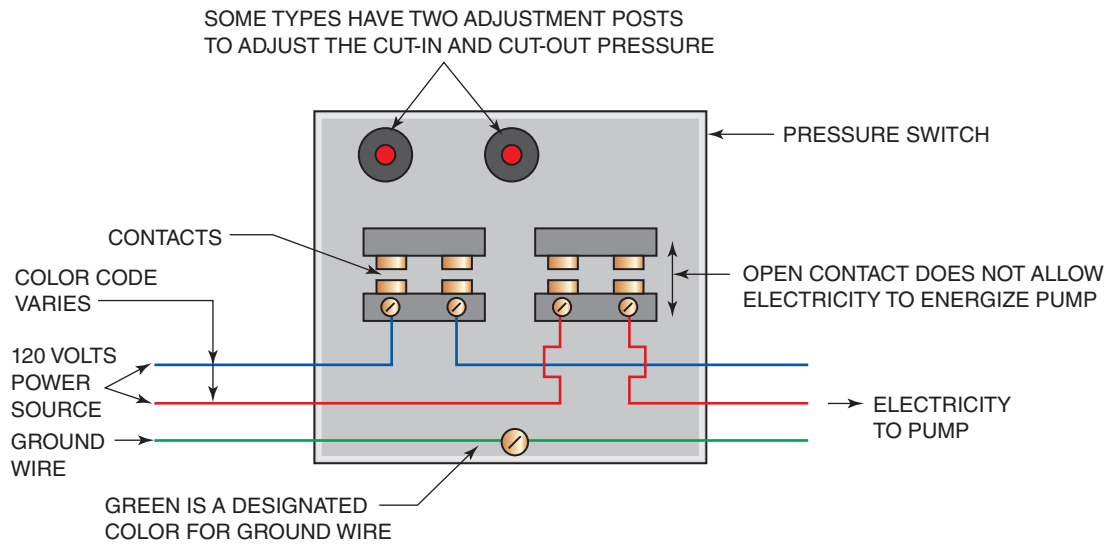 SOME TYPES HAVE TWO ADJUSTMENT POSTS
TO ADJUST THE CUT-IN AND CUT-OUT PRESSURE
PRESSURE SWITCH
CONTACTS
COLOR CODE
VARIES
OPEN CONTACT DOES NOT ALLOW
ELECTRICITY TO ENERGIZE PUMP
120 VOLTS
POWER
SOURCE
ELECTRICITY
TO PUMP
GROUND
WIRE
GREEN IS A DESIGNATED
COLOR FOR GROUND WIRE